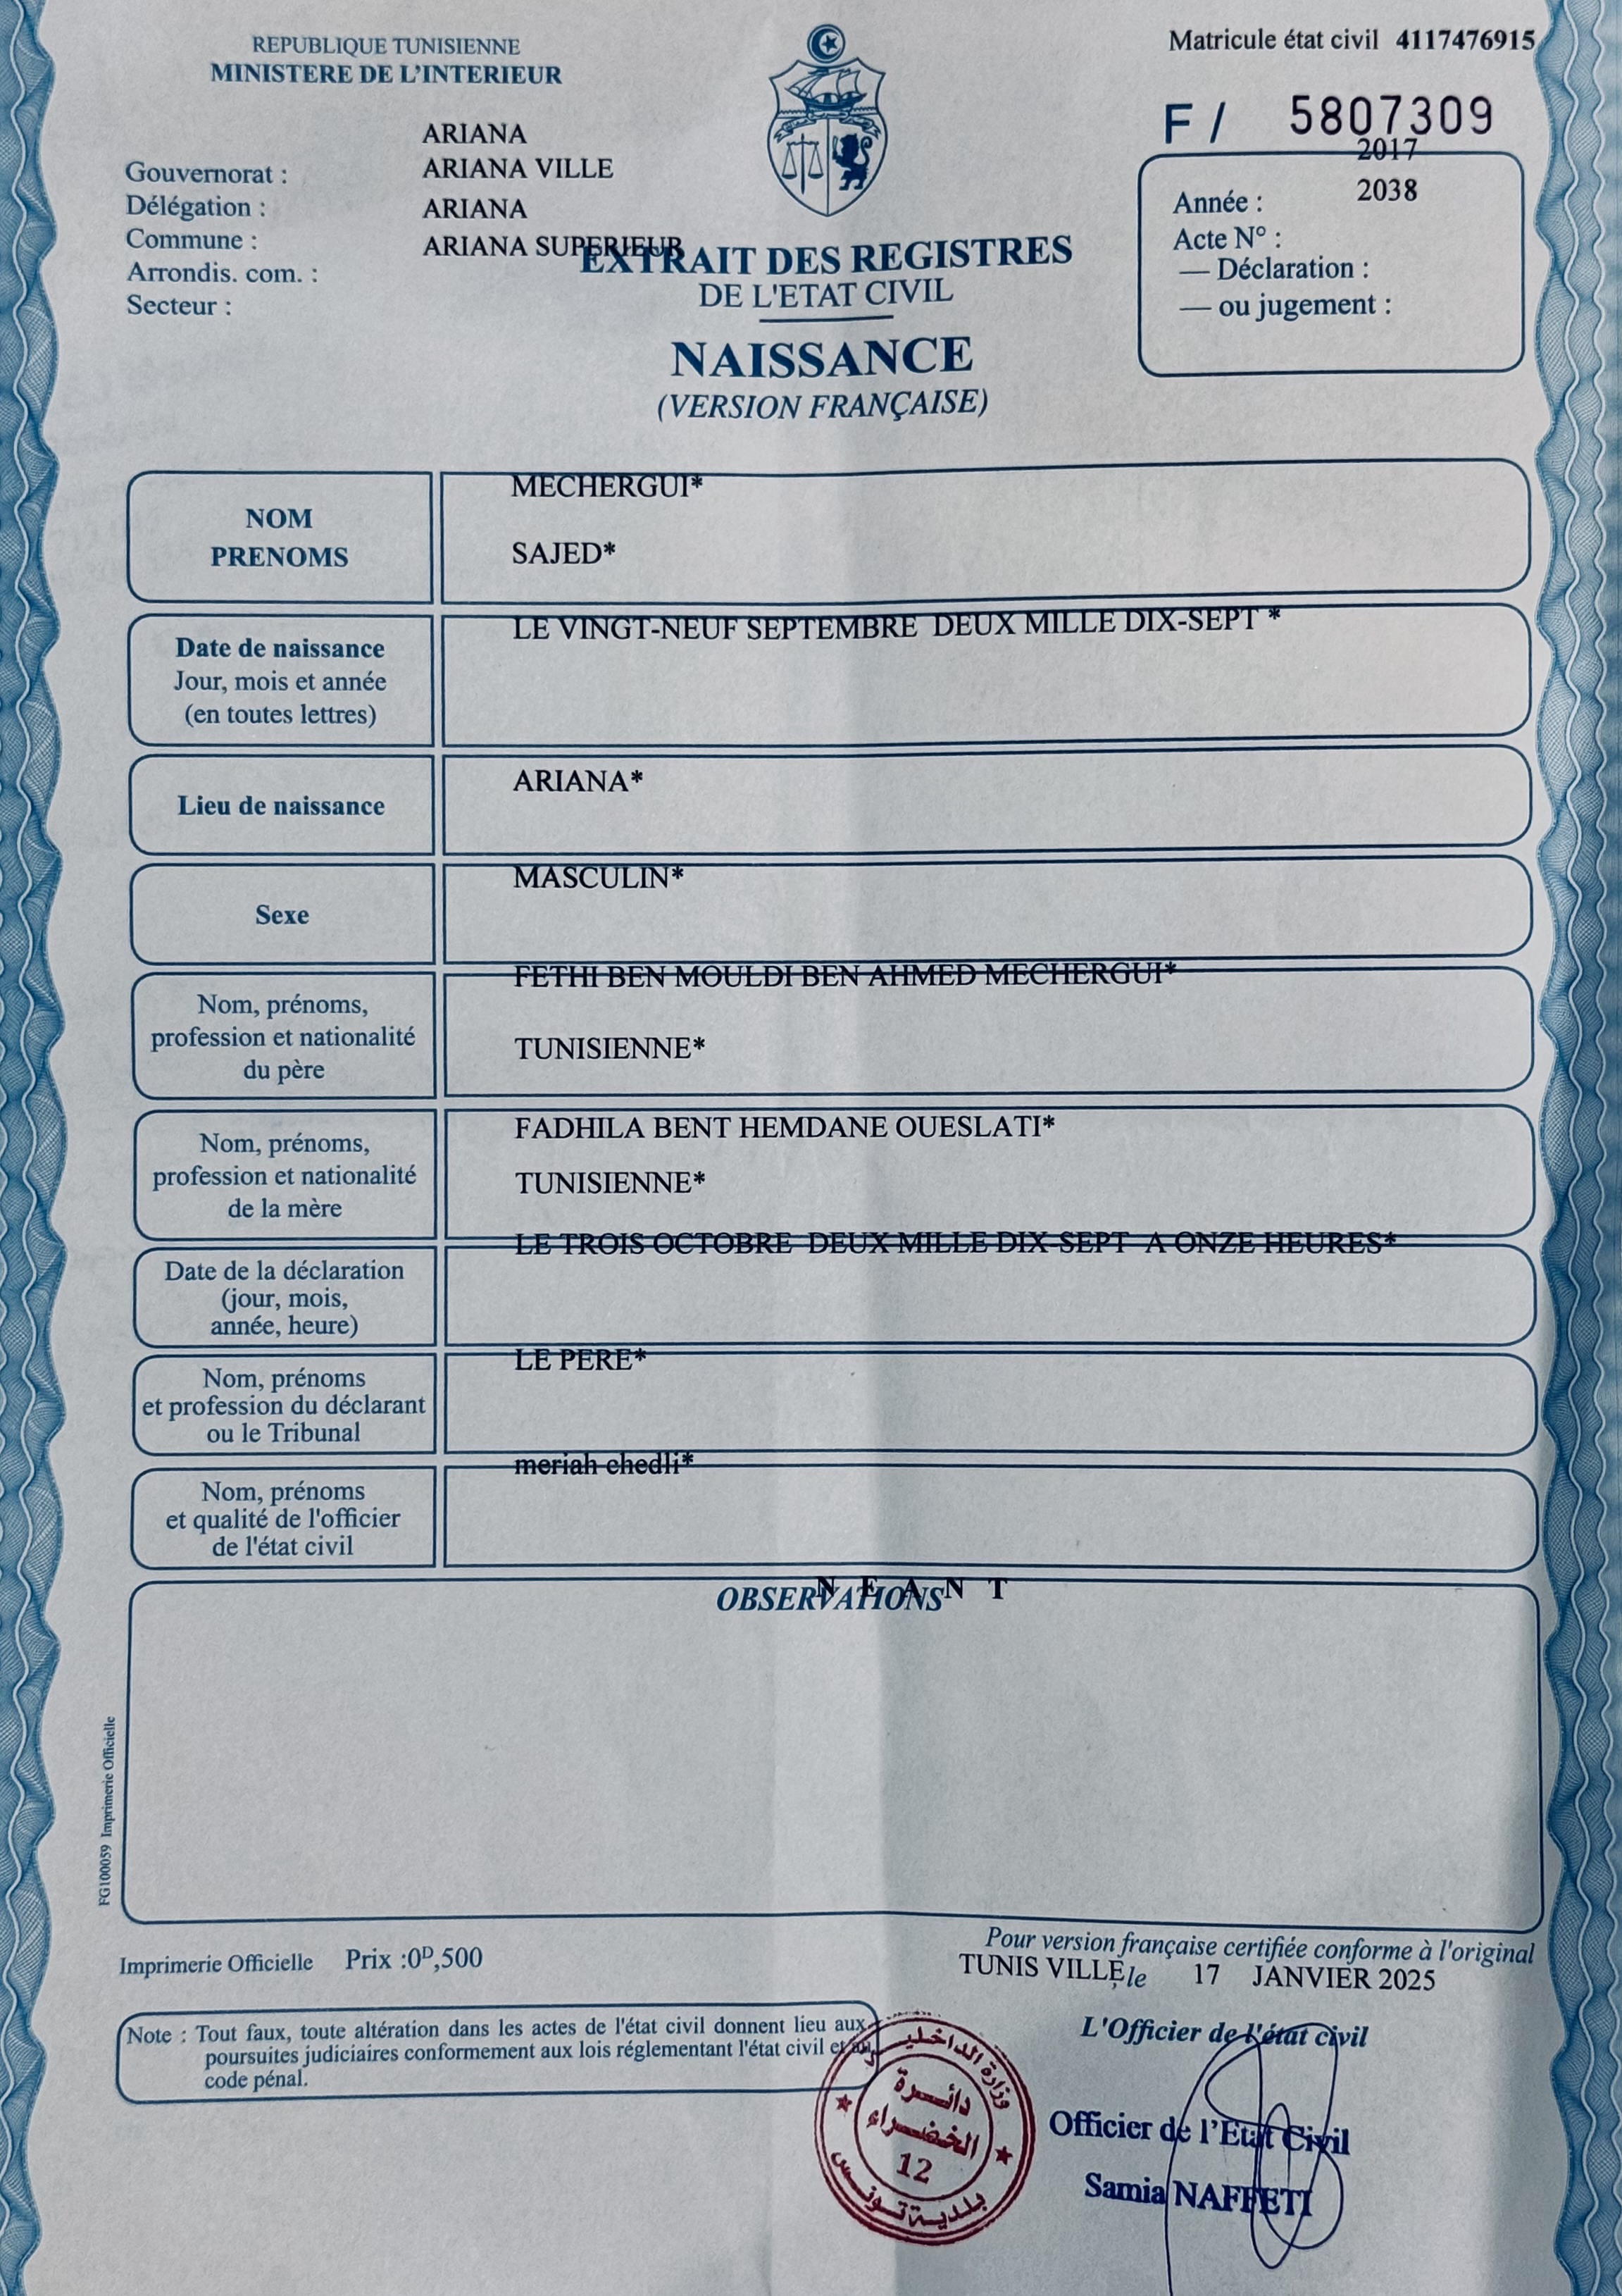 REPUBLIQUE TUNISIENNE
MINISTERE DE L'INTERIEUR
Matricule état civil 4117476915
F / 5807309
2017
2038
Année :
Acte N° :
— Déclaration :
— ou jugement :
ARIANA
ARIANA VILLE
ARIANA
ARIANA SUPERIEUR
Gouvernorat :
Délégation :
Commune :
Arrondis. com. :
Secteur :
EXTRAIT DES REGISTRES
DE L'ETAT CIVIL
NAISSANCE
(VERSION FRANÇAISE)
NOM
PRENOMS
MECHERGUI*
SAJED*
Date de naissance
Jour, mois et année
(en toutes lettres)
LE VINGT-NEUF SEPTEMBRE DEUX MILLE DIX-SEPT *
Lieu de naissance
ARIANA*
Sexe
MASCULIN*
Nom, prénoms,
profession et nationalité
du père
FETHI BEN MOULDI BEN AHMED MECHERGUI*
TUNISIENNE*
Nom, prénoms,
profession et nationalité
de la mère
FADHILA BENT HEMDANE OUESLATI*
TUNISIENNE*
Date de la déclaration
(jour, mois,
année, heure)
LE TROIS OCTOBRE DEUX MILLE DIX-SEPT A ONZE HEURES*
Nom, prénoms
et profession du déclarant
ou le Tribunal
LE PERE*
Nom, prénoms
et qualité de l'officier
de l'état civil
meriah chedli*
OBSERVATIONS
N E A N T
FG100059 Imprimerie Officielle
Imprimerie Officielle Prix :0D,500
Pour version française certifiée conforme à l'original
TUNIS VILLE, le 17 JANVIER 2025
Note : Tout faux, toute altération dans les actes de l'état civil donnent lieu aux
poursuites judiciaires conformement aux lois réglementant l'état civil et au
code pénal.
L'Officier de l'état civil
Officier de l'Etat Civil
Samia NAFFETI
وزارة الداخلية
دائرة
الخضراء
12
بلدية تونس